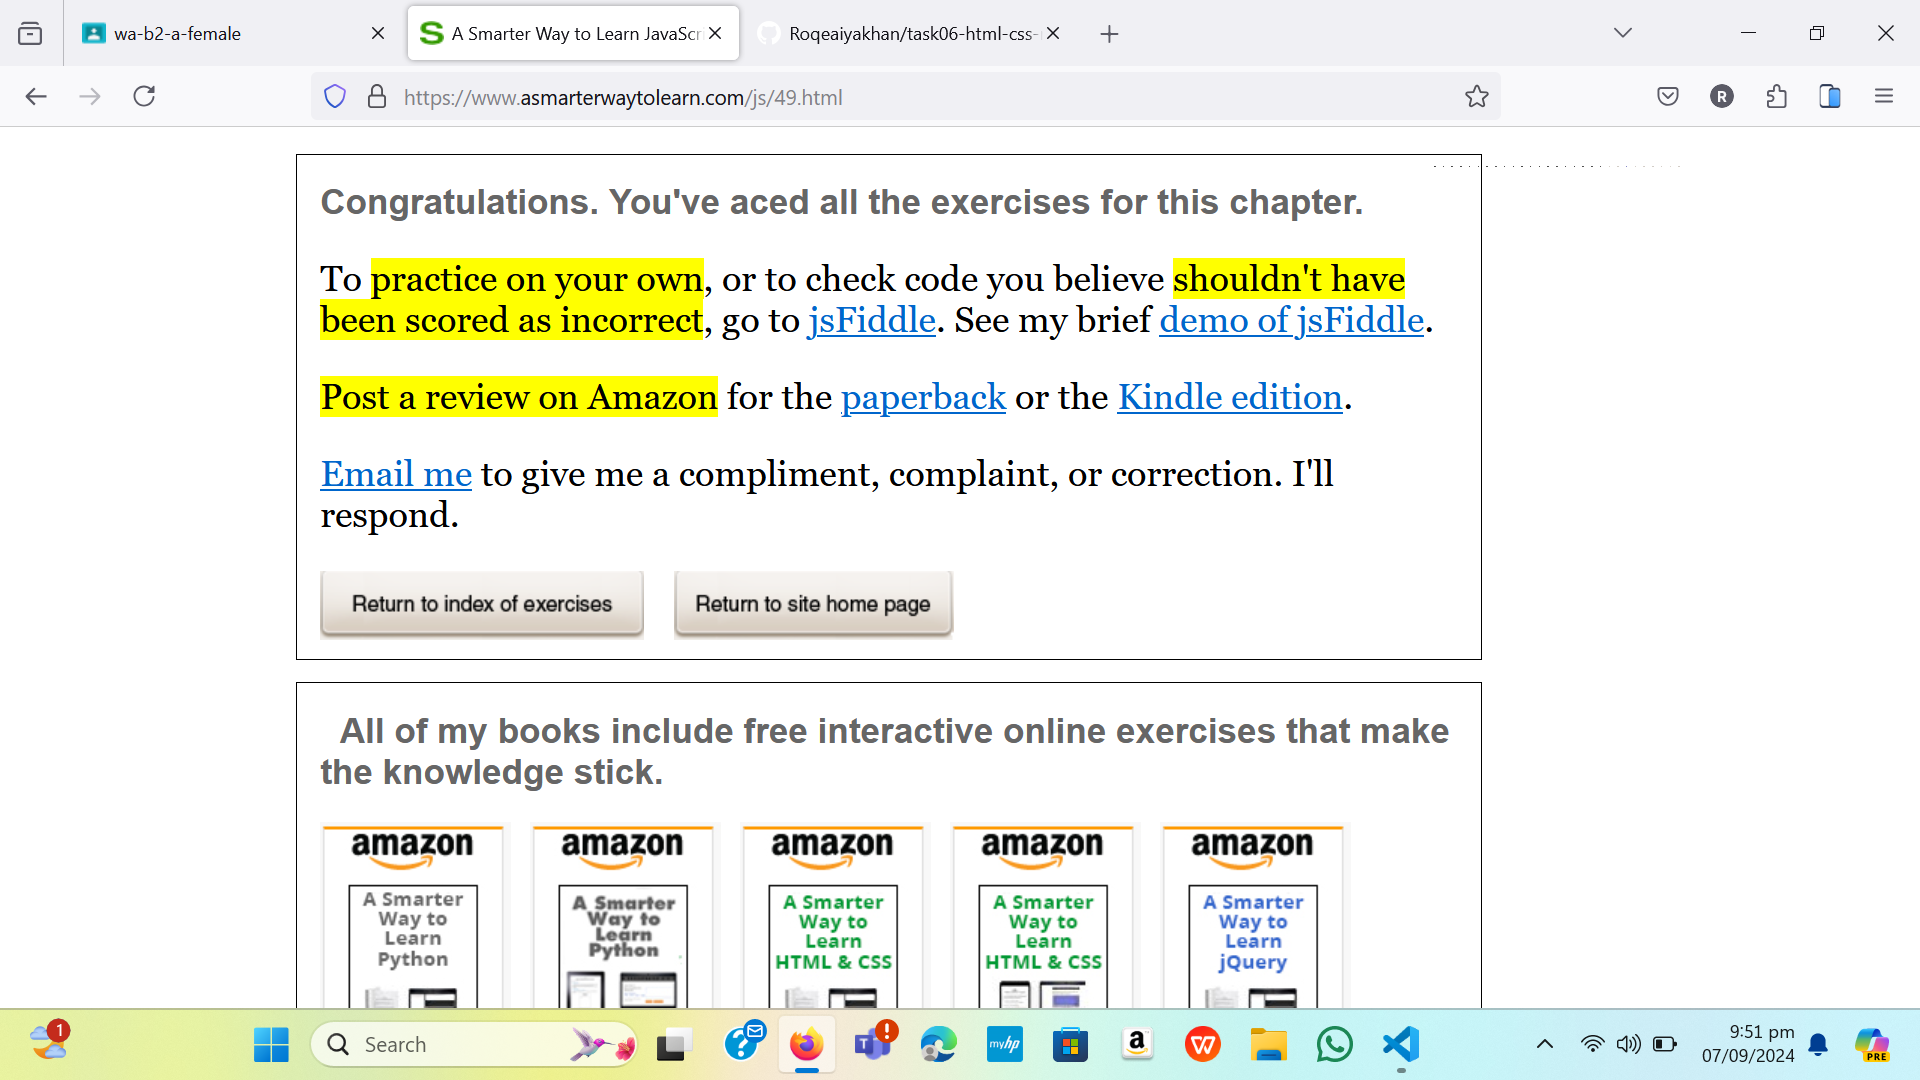 wa-b2-a-female
A Smarter Way to Learn JavaScr
Roqeaiyakhan/task06-html-css-
https://www.asmarterwaytolearn.com/js/49.html
R
Congratulations. You've aced all the exercises for this chapter.
To practice on your own, or to check code you believe shouldn't have
been scored as incorrect, go to jsFiddle. See my brief demo of jsFiddle.
Post a review on Amazon for the paperback or the Kindle edition.
Email me to give me a compliment, complaint, or correction. I'll
respond.
Return to index of exercises
Return to site home page
All of my books include free interactive online exercises that make
the knowledge stick.
amazon
A Smarter
Way to
Learn
Python
amazon
A Smarter
Way to
Learn
Python
amazon
A Smarter
Way to
Learn
HTML & CSS
amazon
A Smarter
Way to
Learn
HTML & CSS
amazon
A Smarter
Way to
Learn
jQuery
1
Search
T
!
myhp
a
W
9:51 pm
07/09/2024
PRE